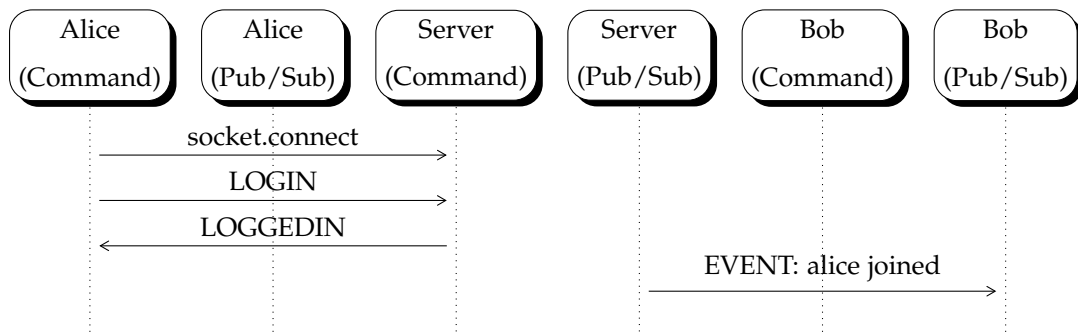 Alice
(Command)
Alice
(Pub/Sub)
Server
(Command)
Server
(Pub/Sub)
Bob
(Command)
Bob
(Pub/Sub)
socket.connect
LOGIN
LOGGEDIN
EVENT: alice joined